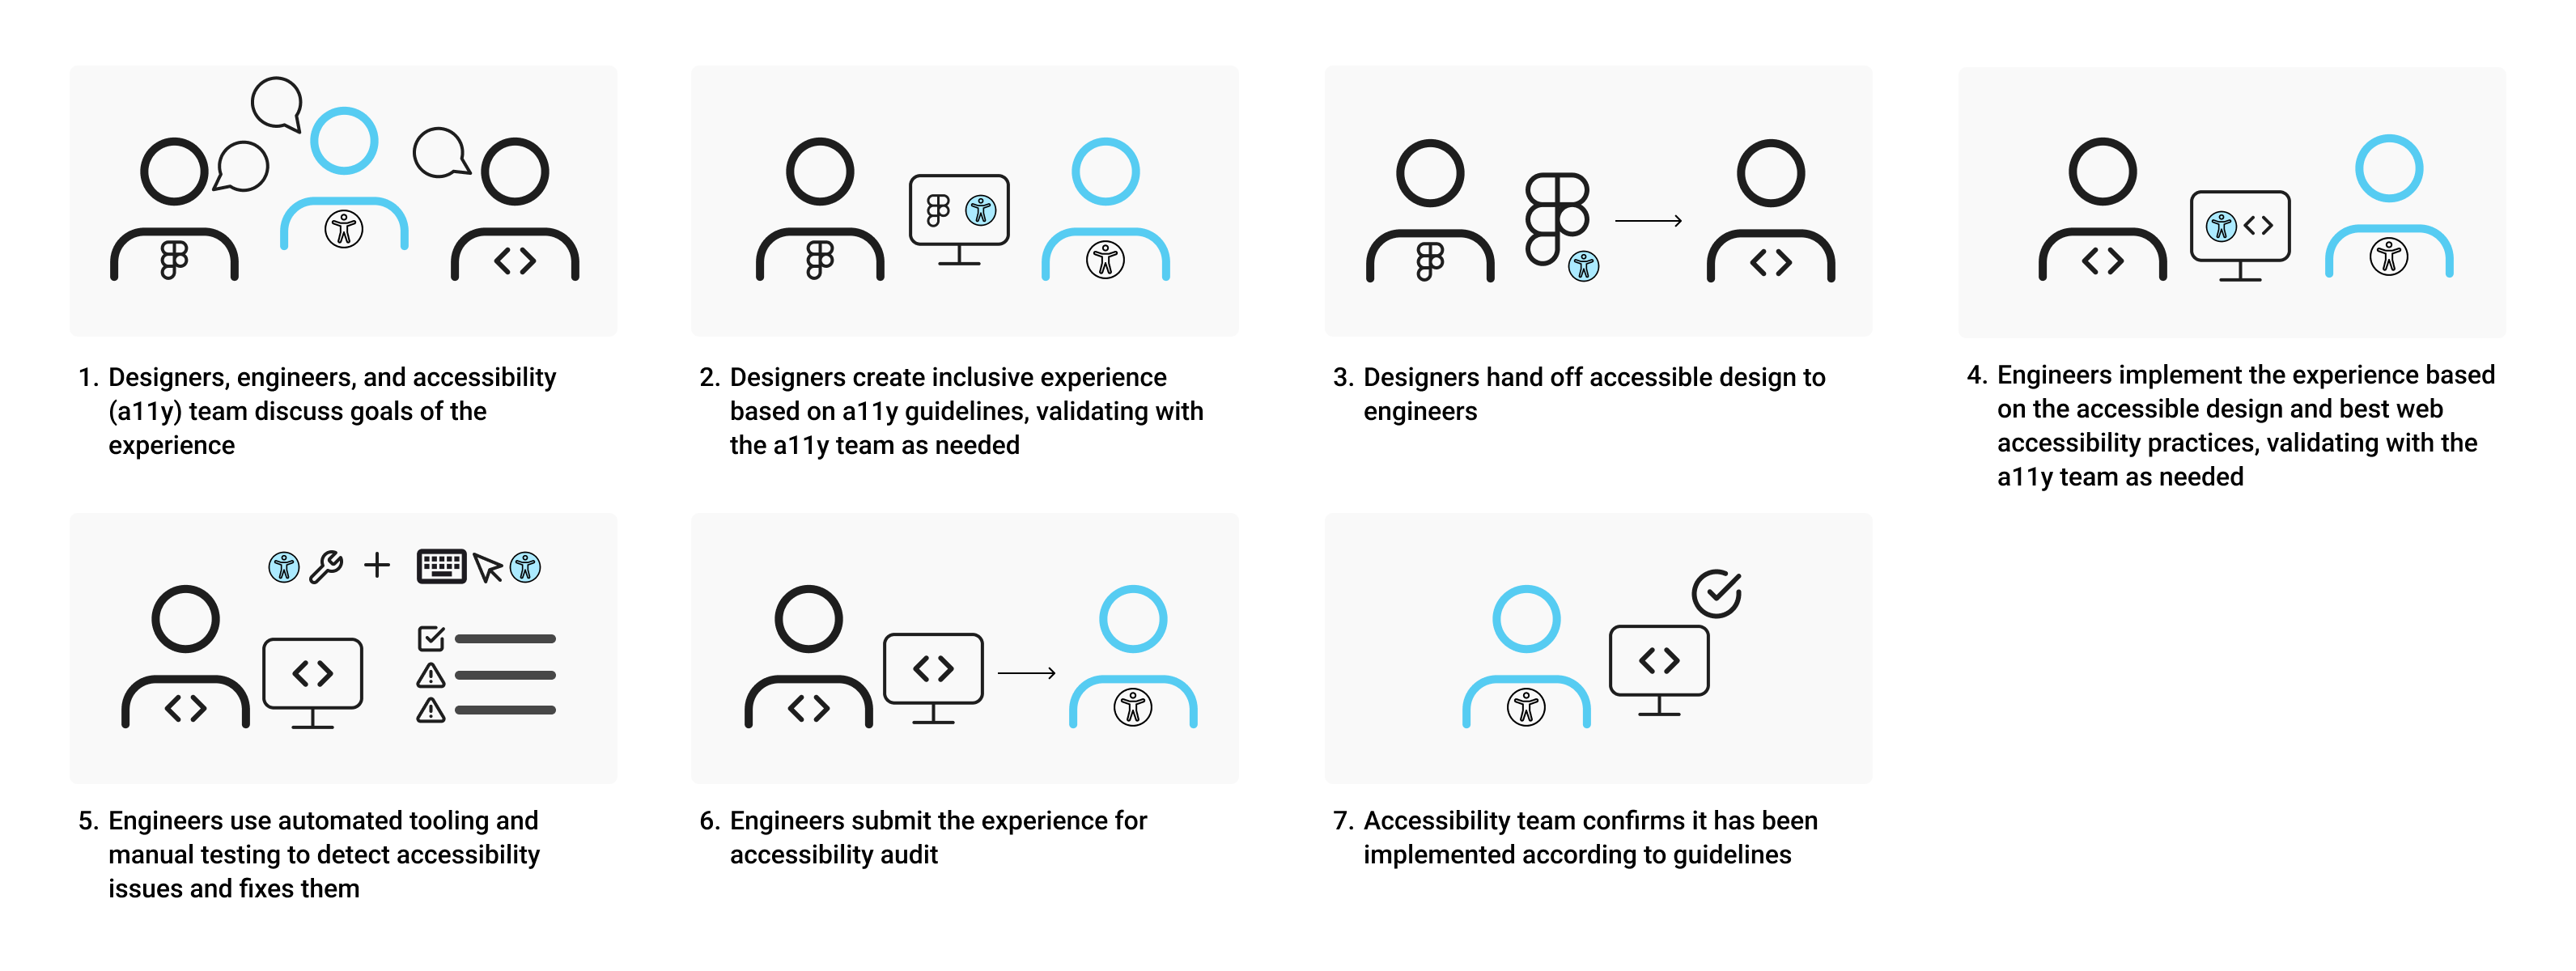 1. Designers, engineers, and accessibility
(a11y) team discuss goals of the
experience
2. Designers create inclusive experience
based on a11y guidelines, validating with
the a11y team as needed
3. Designers hand off accessible design to
engineers
4. Engineers implement the experience based
on the accessible design and best web
accessibility practices, validating with the
a11y team as needed
5. Engineers use automated tooling and
manual testing to detect accessibility
issues and fixes them
6. Engineers submit the experience for
accessibility audit
7. Accessibility team confirms it has been
implemented according to guidelines